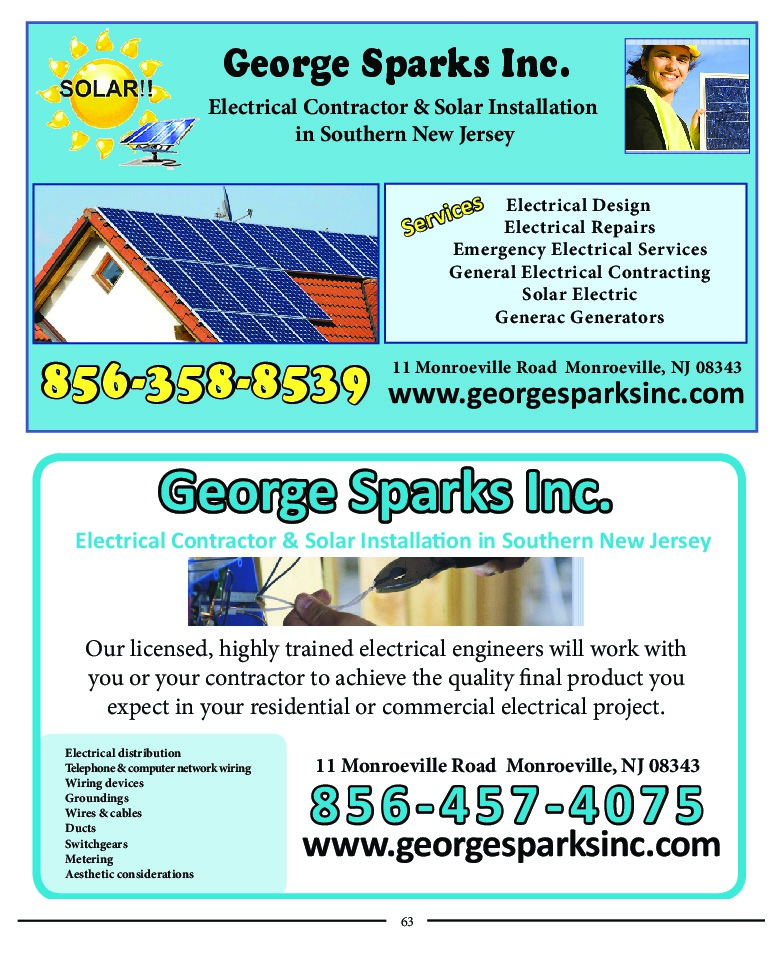 SOLAR!!
George Sparks Inc.
Electrical Contractor & Solar Installation
in Southern New Jersey
Services
Electrical Design
Electrical Repairs
Emergency Electrical Services
General Electrical Contracting
Solar Electric
Generac Generators
856-358-8539
11 Monroeville Road Monroeville, NJ 08343
www.georgesparksinc.com
George Sparks Inc.
Electrical Contractor & Solar Installation in Southern New Jersey
Our licensed, highly trained electrical engineers will work with
you or your contractor to achieve the quality final product you
expect in your residential or commercial electrical project.
Electrical distribution
Telephone & computer network wiring
Wiring devices
Groundings
Wires & cables
Ducts
Switchgears
Metering
Aesthetic considerations
11 Monroeville Road Monroeville, NJ 08343
856-457-4075
www.georgesparksinc.com
63